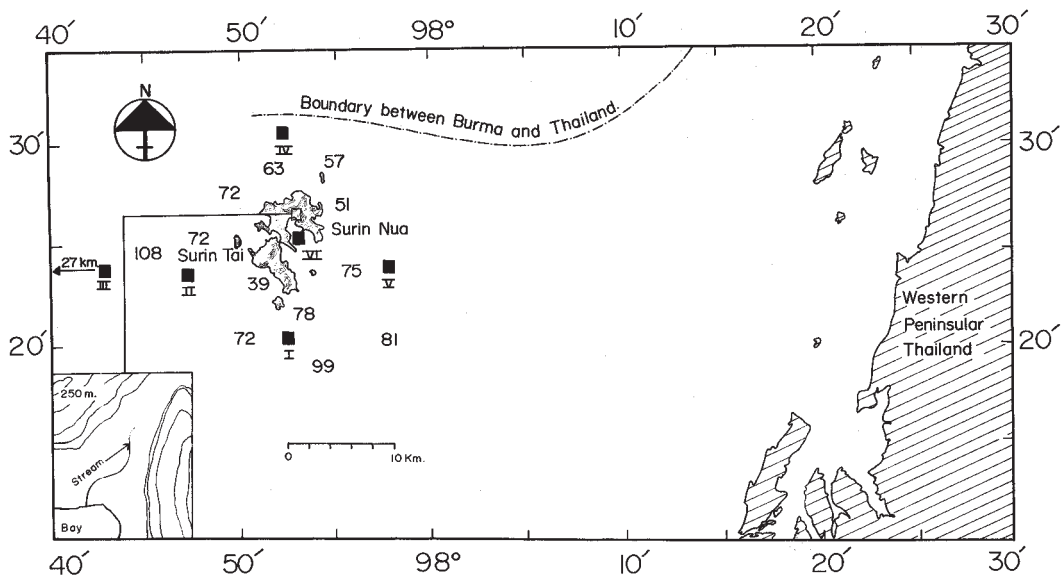 40′ 50′ 98° 10′ 20′ 30′
N
Boundary between Burma and Thailand.
30′ 30′
IV
63 57
72 51
Surin Nua
72
108 Surin Tai VI
27 km. 75
III II 39 V
78
72 81
I
99
20′ 20′
Western
Peninsular
Thailand
250 m.
Stream
Bay
0 10 Km.
40′ 50′ 98° 10′ 20′ 30′